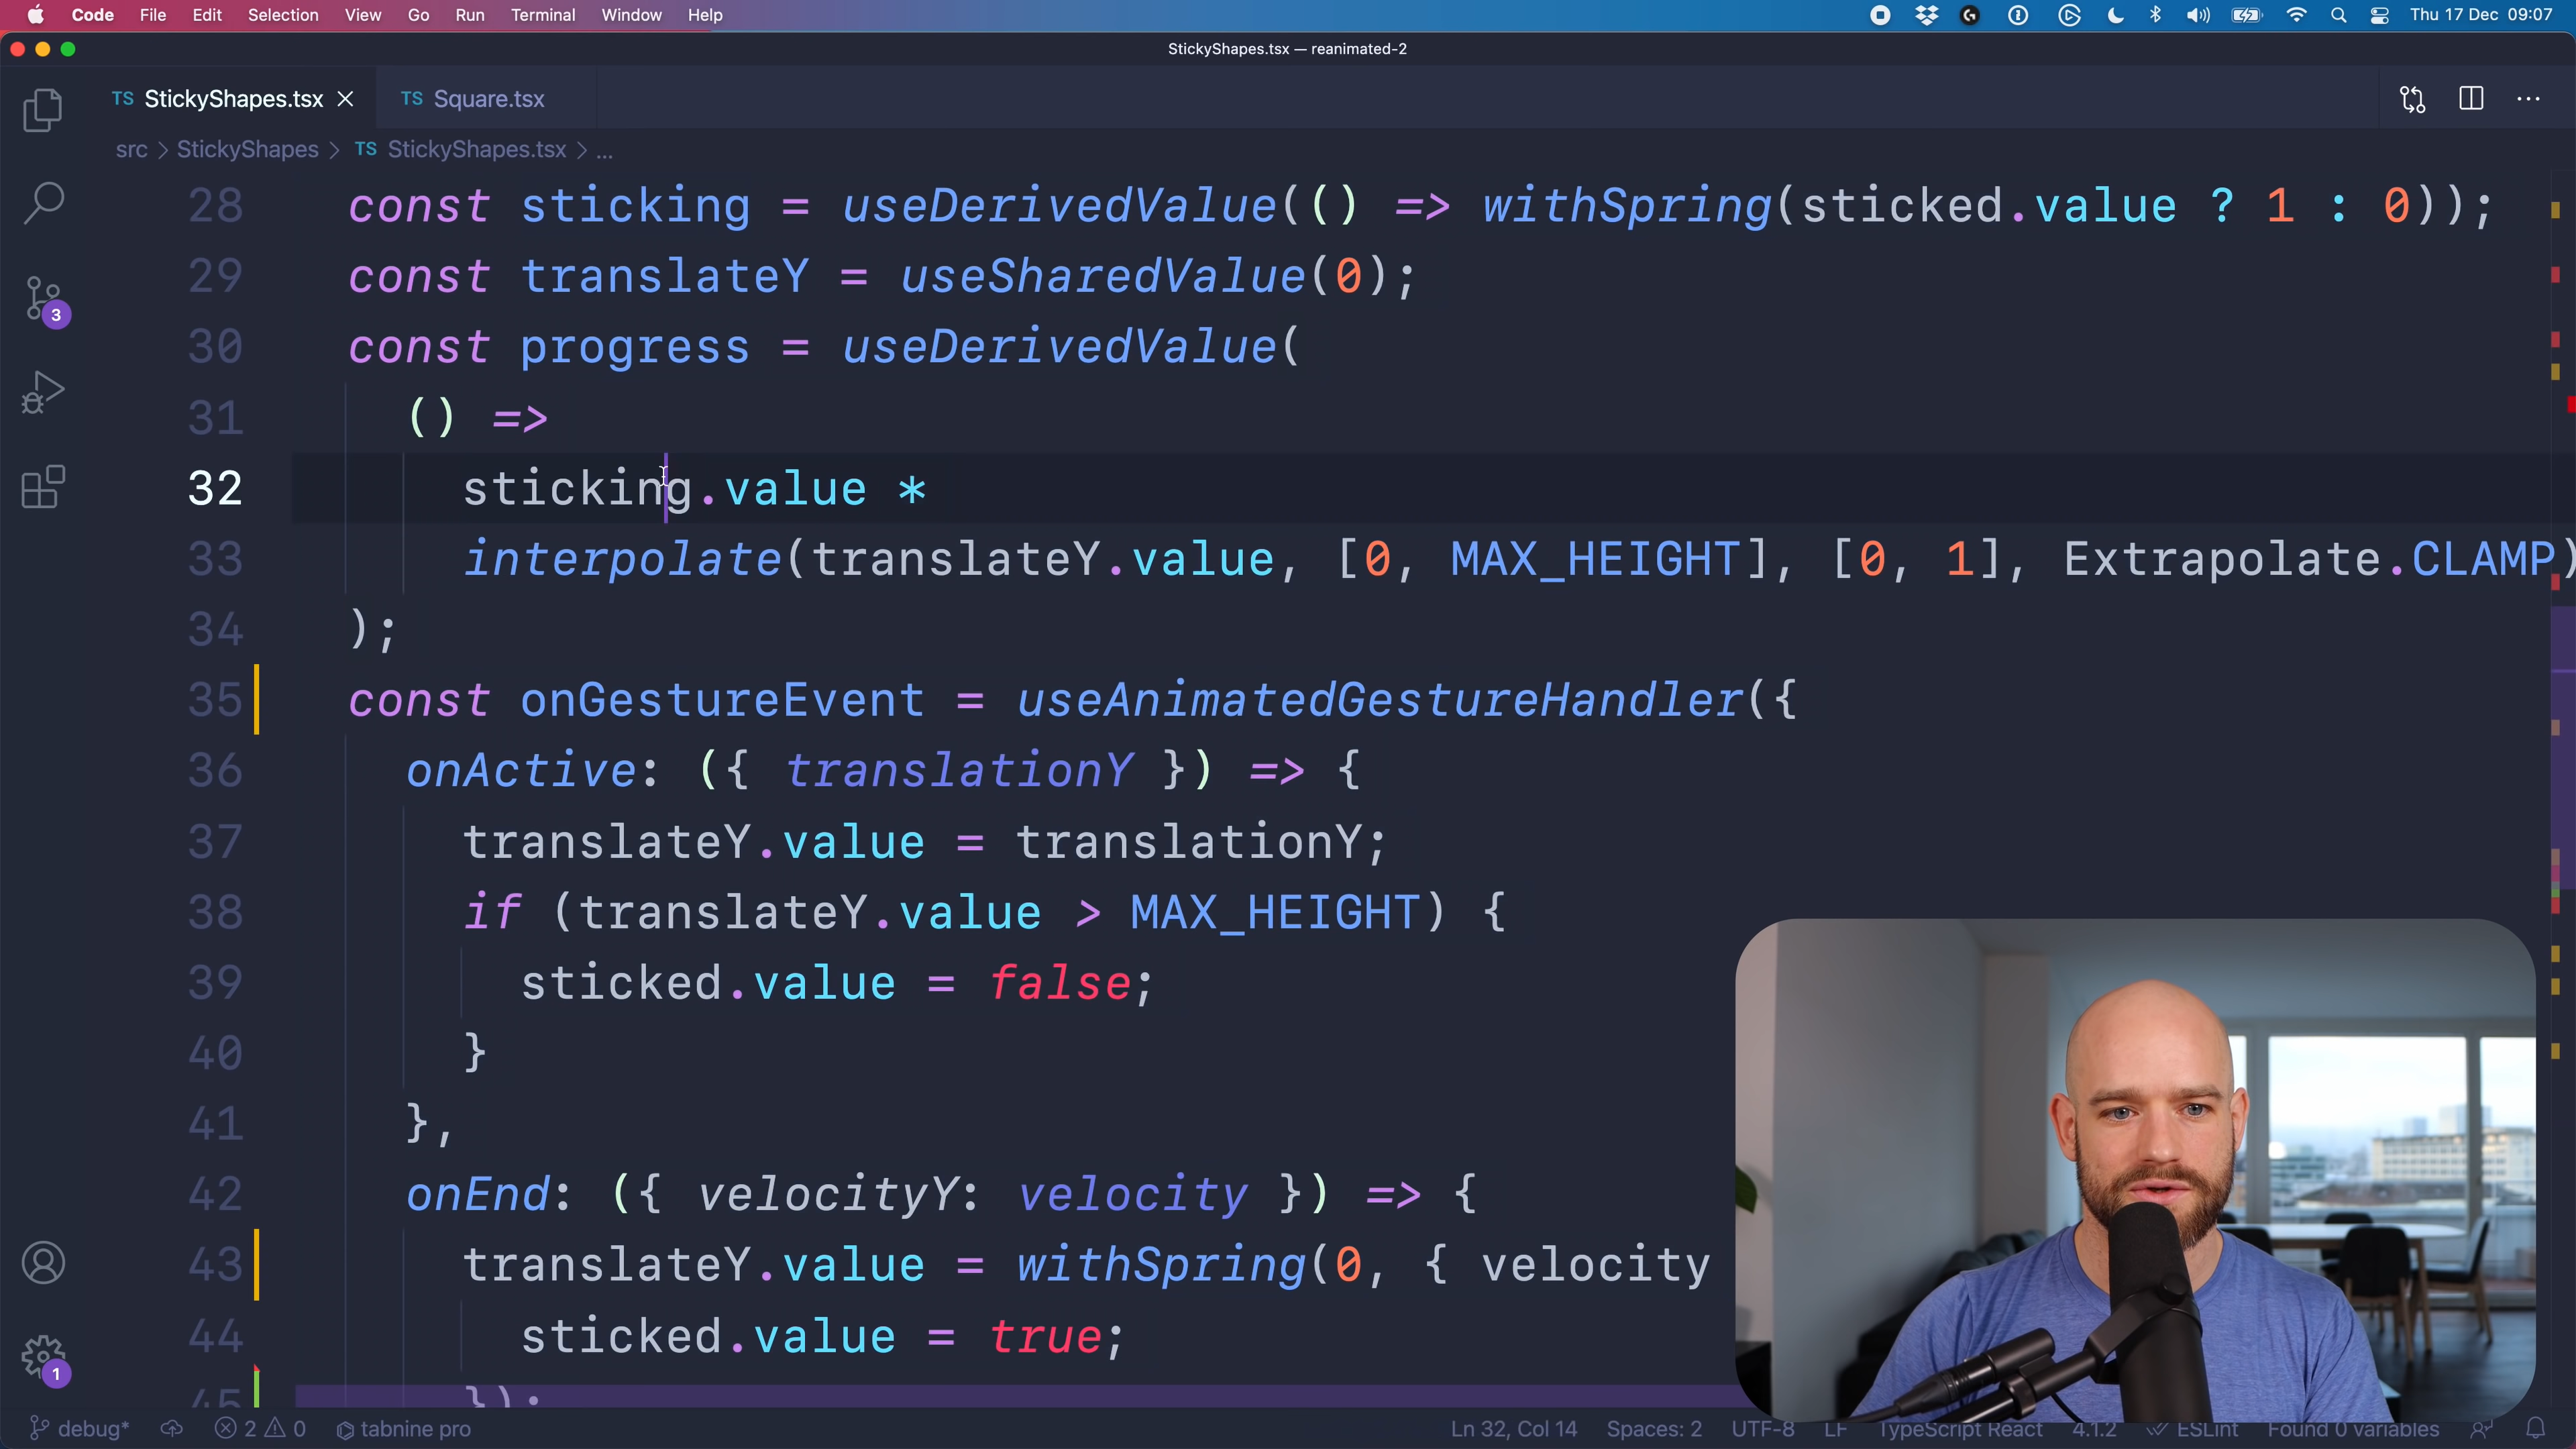 Code File Edit Selection View Go Run Terminal Window Help Thu 17 Dec 09:07
StickyShapes.tsx — reanimated-2
TS StickyShapes.tsx TS Square.tsx
src > StickyShapes > TS StickyShapes.tsx > ...
28 const sticking = useDerivedValue(() => withSpring(sticked.value ? 1 : 0));
29 const translateY = useSharedValue(0);
30 const progress = useDerivedValue(
31 () =>
32 sticking.value *
33 interpolate(translateY.value, [0, MAX_HEIGHT], [0, 1], Extrapolate.CLAMP)
34 );
35 const onGestureEvent = useAnimatedGestureHandler({
36 onActive: ({ translationY }) => {
37 translateY.value = translationY;
38 if (translateY.value > MAX_HEIGHT) {
39 sticked.value = false;
40 }
41 },
42 onEnd: ({ velocityY: velocity }) => {
43 translateY.value = withSpring(0, { velocity
44 sticked.value = true;
45 });
3
1
debug* 2 0 tabnine pro Ln 32, Col 14 Spaces: 2 UTF-8 LF TypeScript React 4.1.2 ESLint Found 0 variables